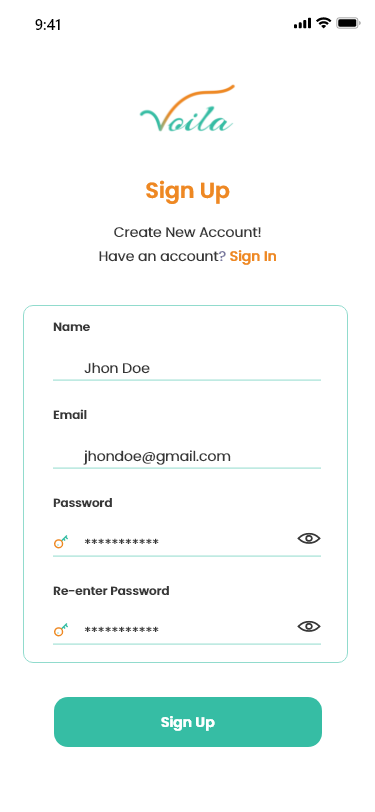 9:41
Voila
Sign Up
Create New Account!
Have an account? Sign In
Name
Jhon Doe
Email
jhondoe@gmail.com
Password
***********
Re-enter Password
***********
Sign Up